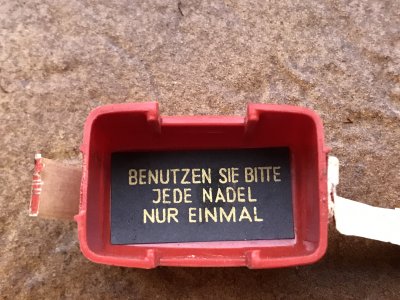 BENUTZEN SIE BITTE
JEDE NADEL
NUR EINMAL